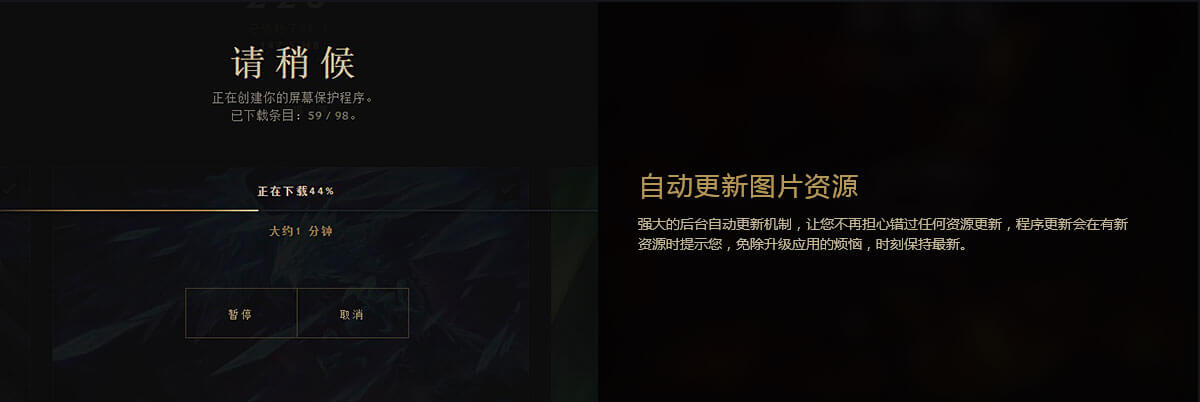 请稍候
正在创建你的屏幕保护程序。
已下载条目：59 / 98。
正在下载44%
大约1 分钟
暂停
取消
自动更新图片资源
强大的后台自动更新机制，让您不再担心错过任何资源更新，程序更新会在有新
资源时提示您，免除升级应用的烦恼，时刻保持最新。